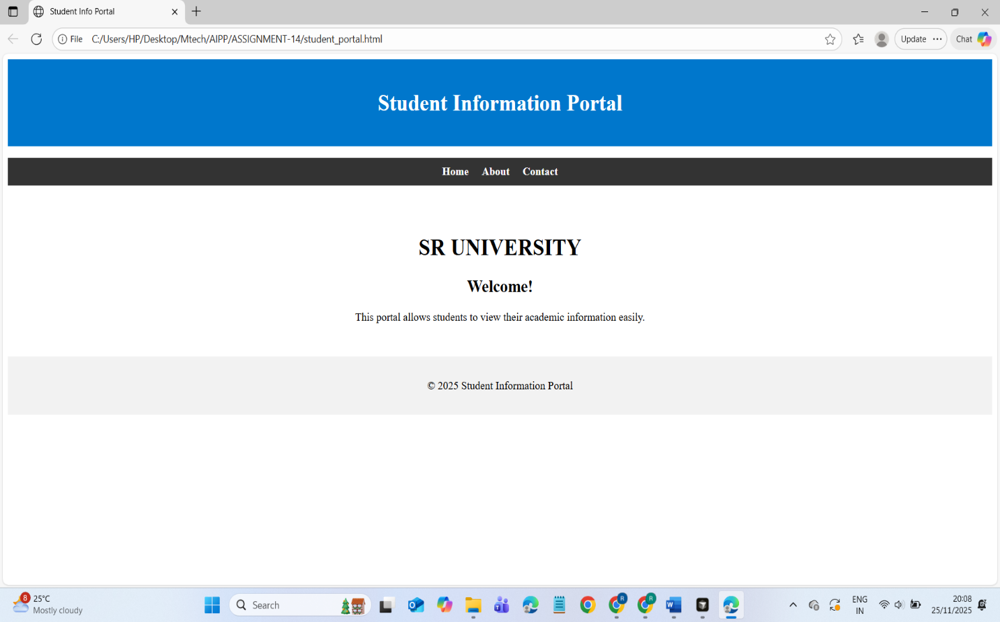 Student Info Portal
File C:/Users/HP/Desktop/Mtech/AIPP/ASSIGNMENT-14/student_portal.html
Update
Chat
Student Information Portal
Home About Contact
SR UNIVERSITY
Welcome!
This portal allows students to view their academic information easily.
© 2025 Student Information Portal
8
25°C
Mostly cloudy
Search
R
R
ENG
IN
20:08
25/11/2025